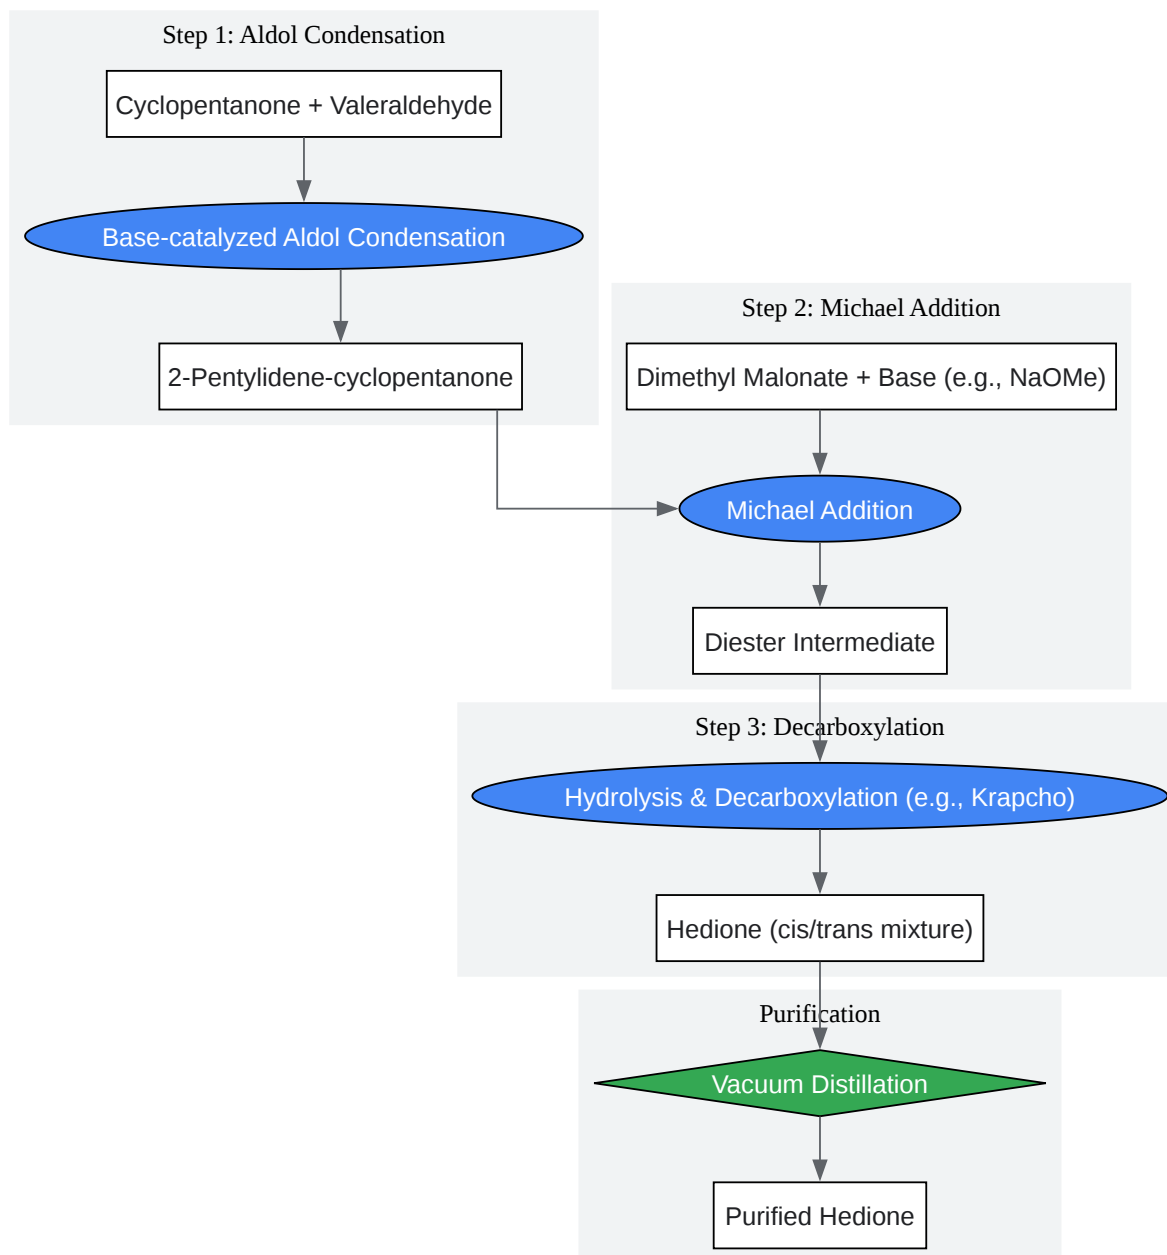 Step 1: Aldol Condensation
Cyclopentanone + Valeraldehyde
Base-catalyzed Aldol Condensation
2-Pentylidene-cyclopentanone
Step 2: Michael Addition
Dimethyl Malonate + Base (e.g., NaOMe)
Michael Addition
Diester Intermediate
Step 3: Decarboxylation
Hydrolysis & Decarboxylation (e.g., Krapcho)
Hedione (cis/trans mixture)
Purification
Vacuum Distillation
Purified Hedione